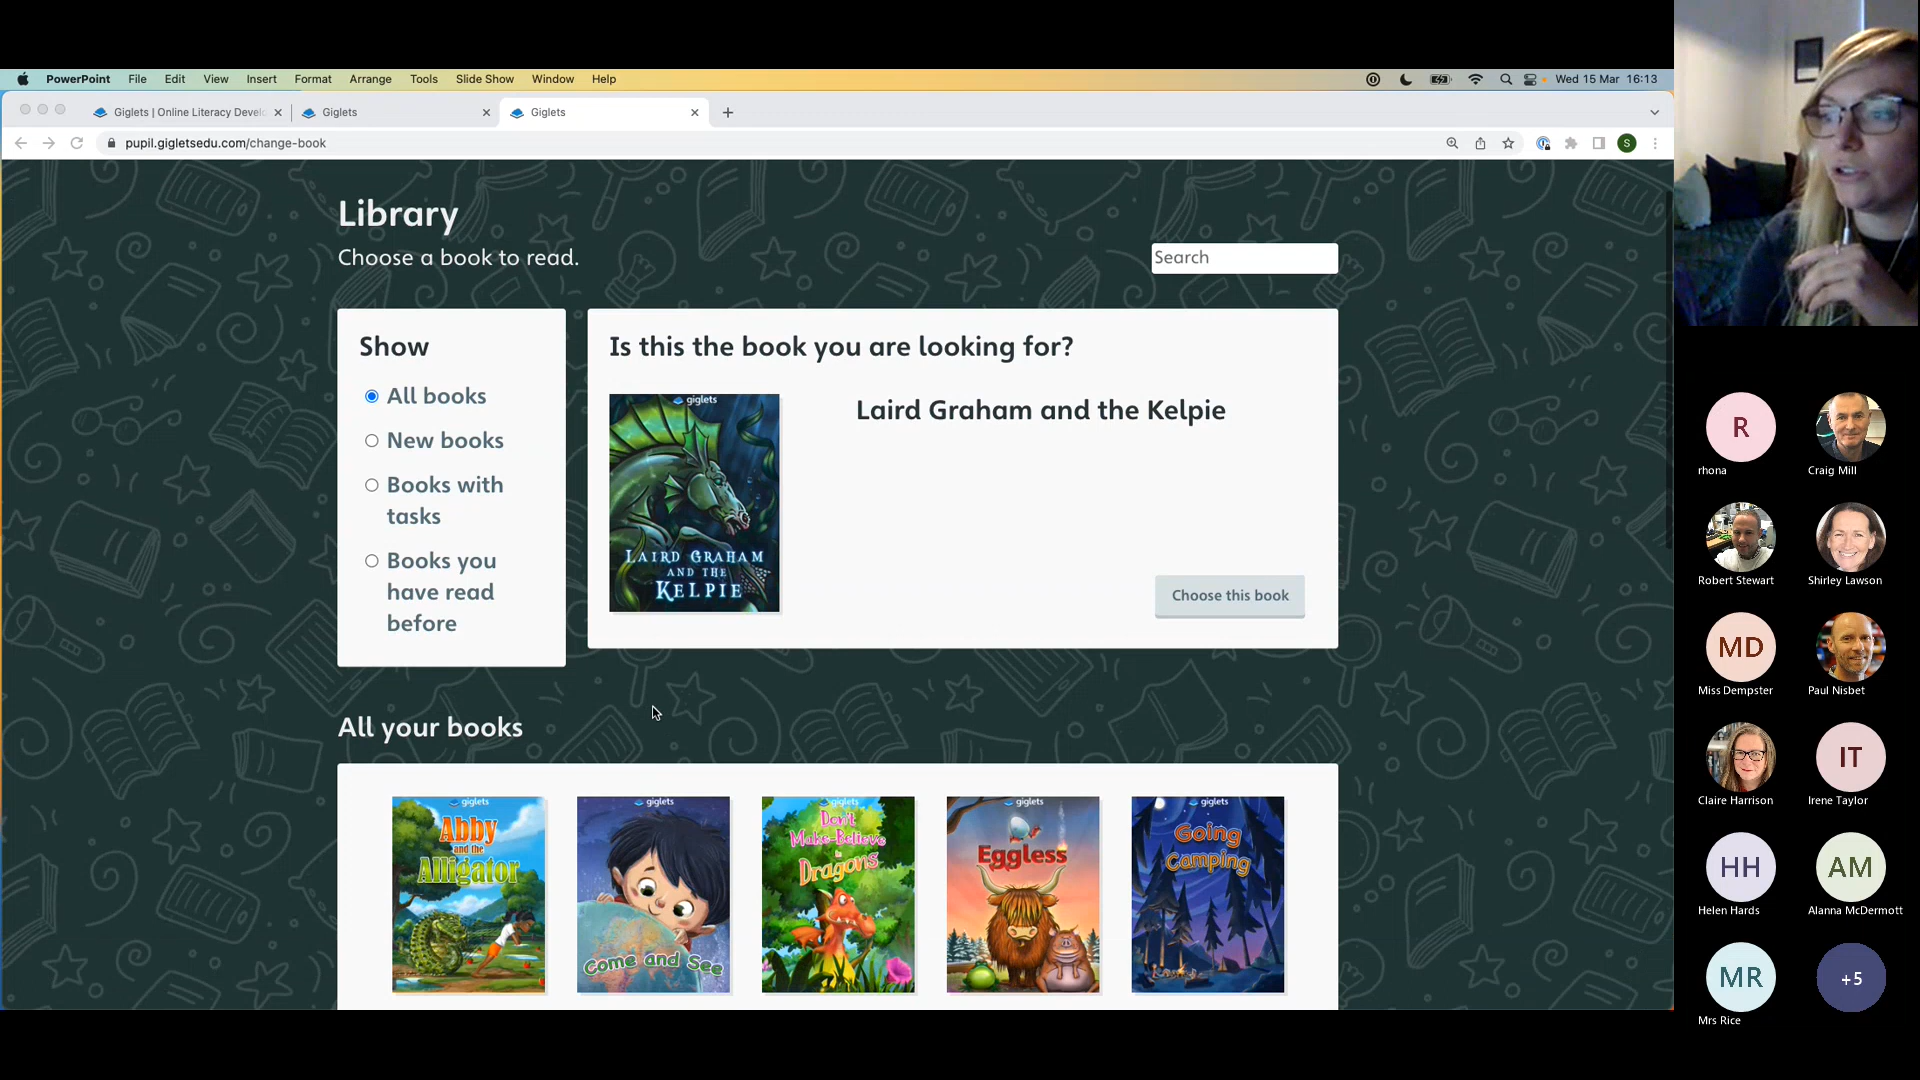 PowerPoint File Edit View Insert Format Arrange Tools Slide Show Window Help Wed 15 Mar 16:13
Giglets | Online Literacy Devel
Giglets
Giglets
pupil.gigletsedu.com/change-book
S
Library
Choose a book to read.
Search
Show
All books
New books
Books with
tasks
Books you
have read
before
Is this the book you are looking for?
giglets
LAIRD GRAHAM
AND THE
KELPIE
Laird Graham and the Kelpie
Choose this book
All your books
giglets
Abby
and the
Alligator
giglets
Come and See
giglets
Don't
Make-Believe
in
Dragons
giglets
Eggless
giglets
Going
Camping
R
rhona
Craig Mill
Robert Stewart
Shirley Lawson
MD
Miss Dempster
Paul Nisbet
Claire Harrison
IT
Irene Taylor
HH
Helen Hards
AM
Alanna McDermott
MR
Mrs Rice
+5